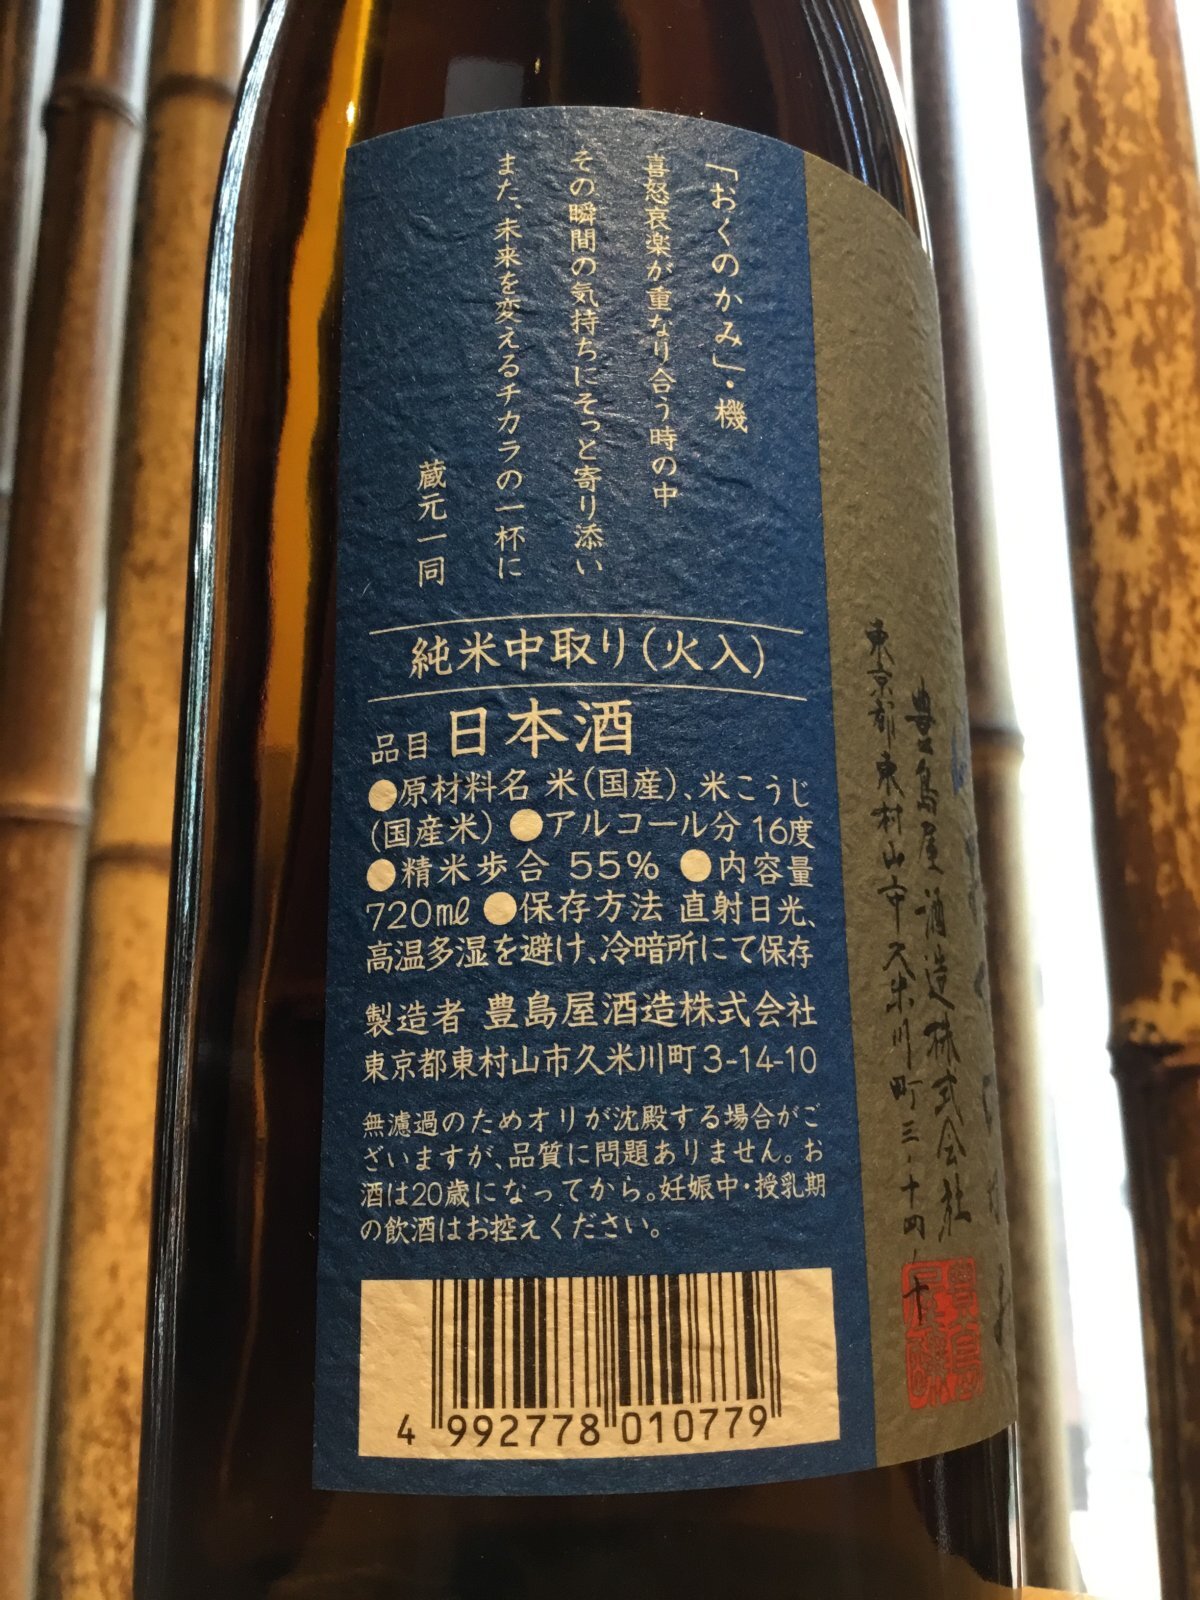 「おくのかみ」・機
喜怒哀楽が重なり合う時の中
その瞬間の気持ちにそっと寄り添い
また、未来を変えるチカラの一杯に
蔵元一同
純米中取り(火入)
品目 日本酒
●原材料名 米(国産)、米こうじ
(国産米) ●アルコール分 16度
●精米歩合 55% ●内容量
720ml ●保存方法 直射日光、
高温多湿を避け、冷暗所にて保存
製造者 豊島屋酒造株式会社
東京都東村山市久米川町3-14-10
無濾過のためオリが沈殿する場合がご
ざいますが、品質に問題ありません。お
酒は20歳になってから。妊娠中・授乳期
の飲酒はお控えください。
4 992778 010779
豊島屋酒造株式会社
東京都東村山市久米川町三・十四・十